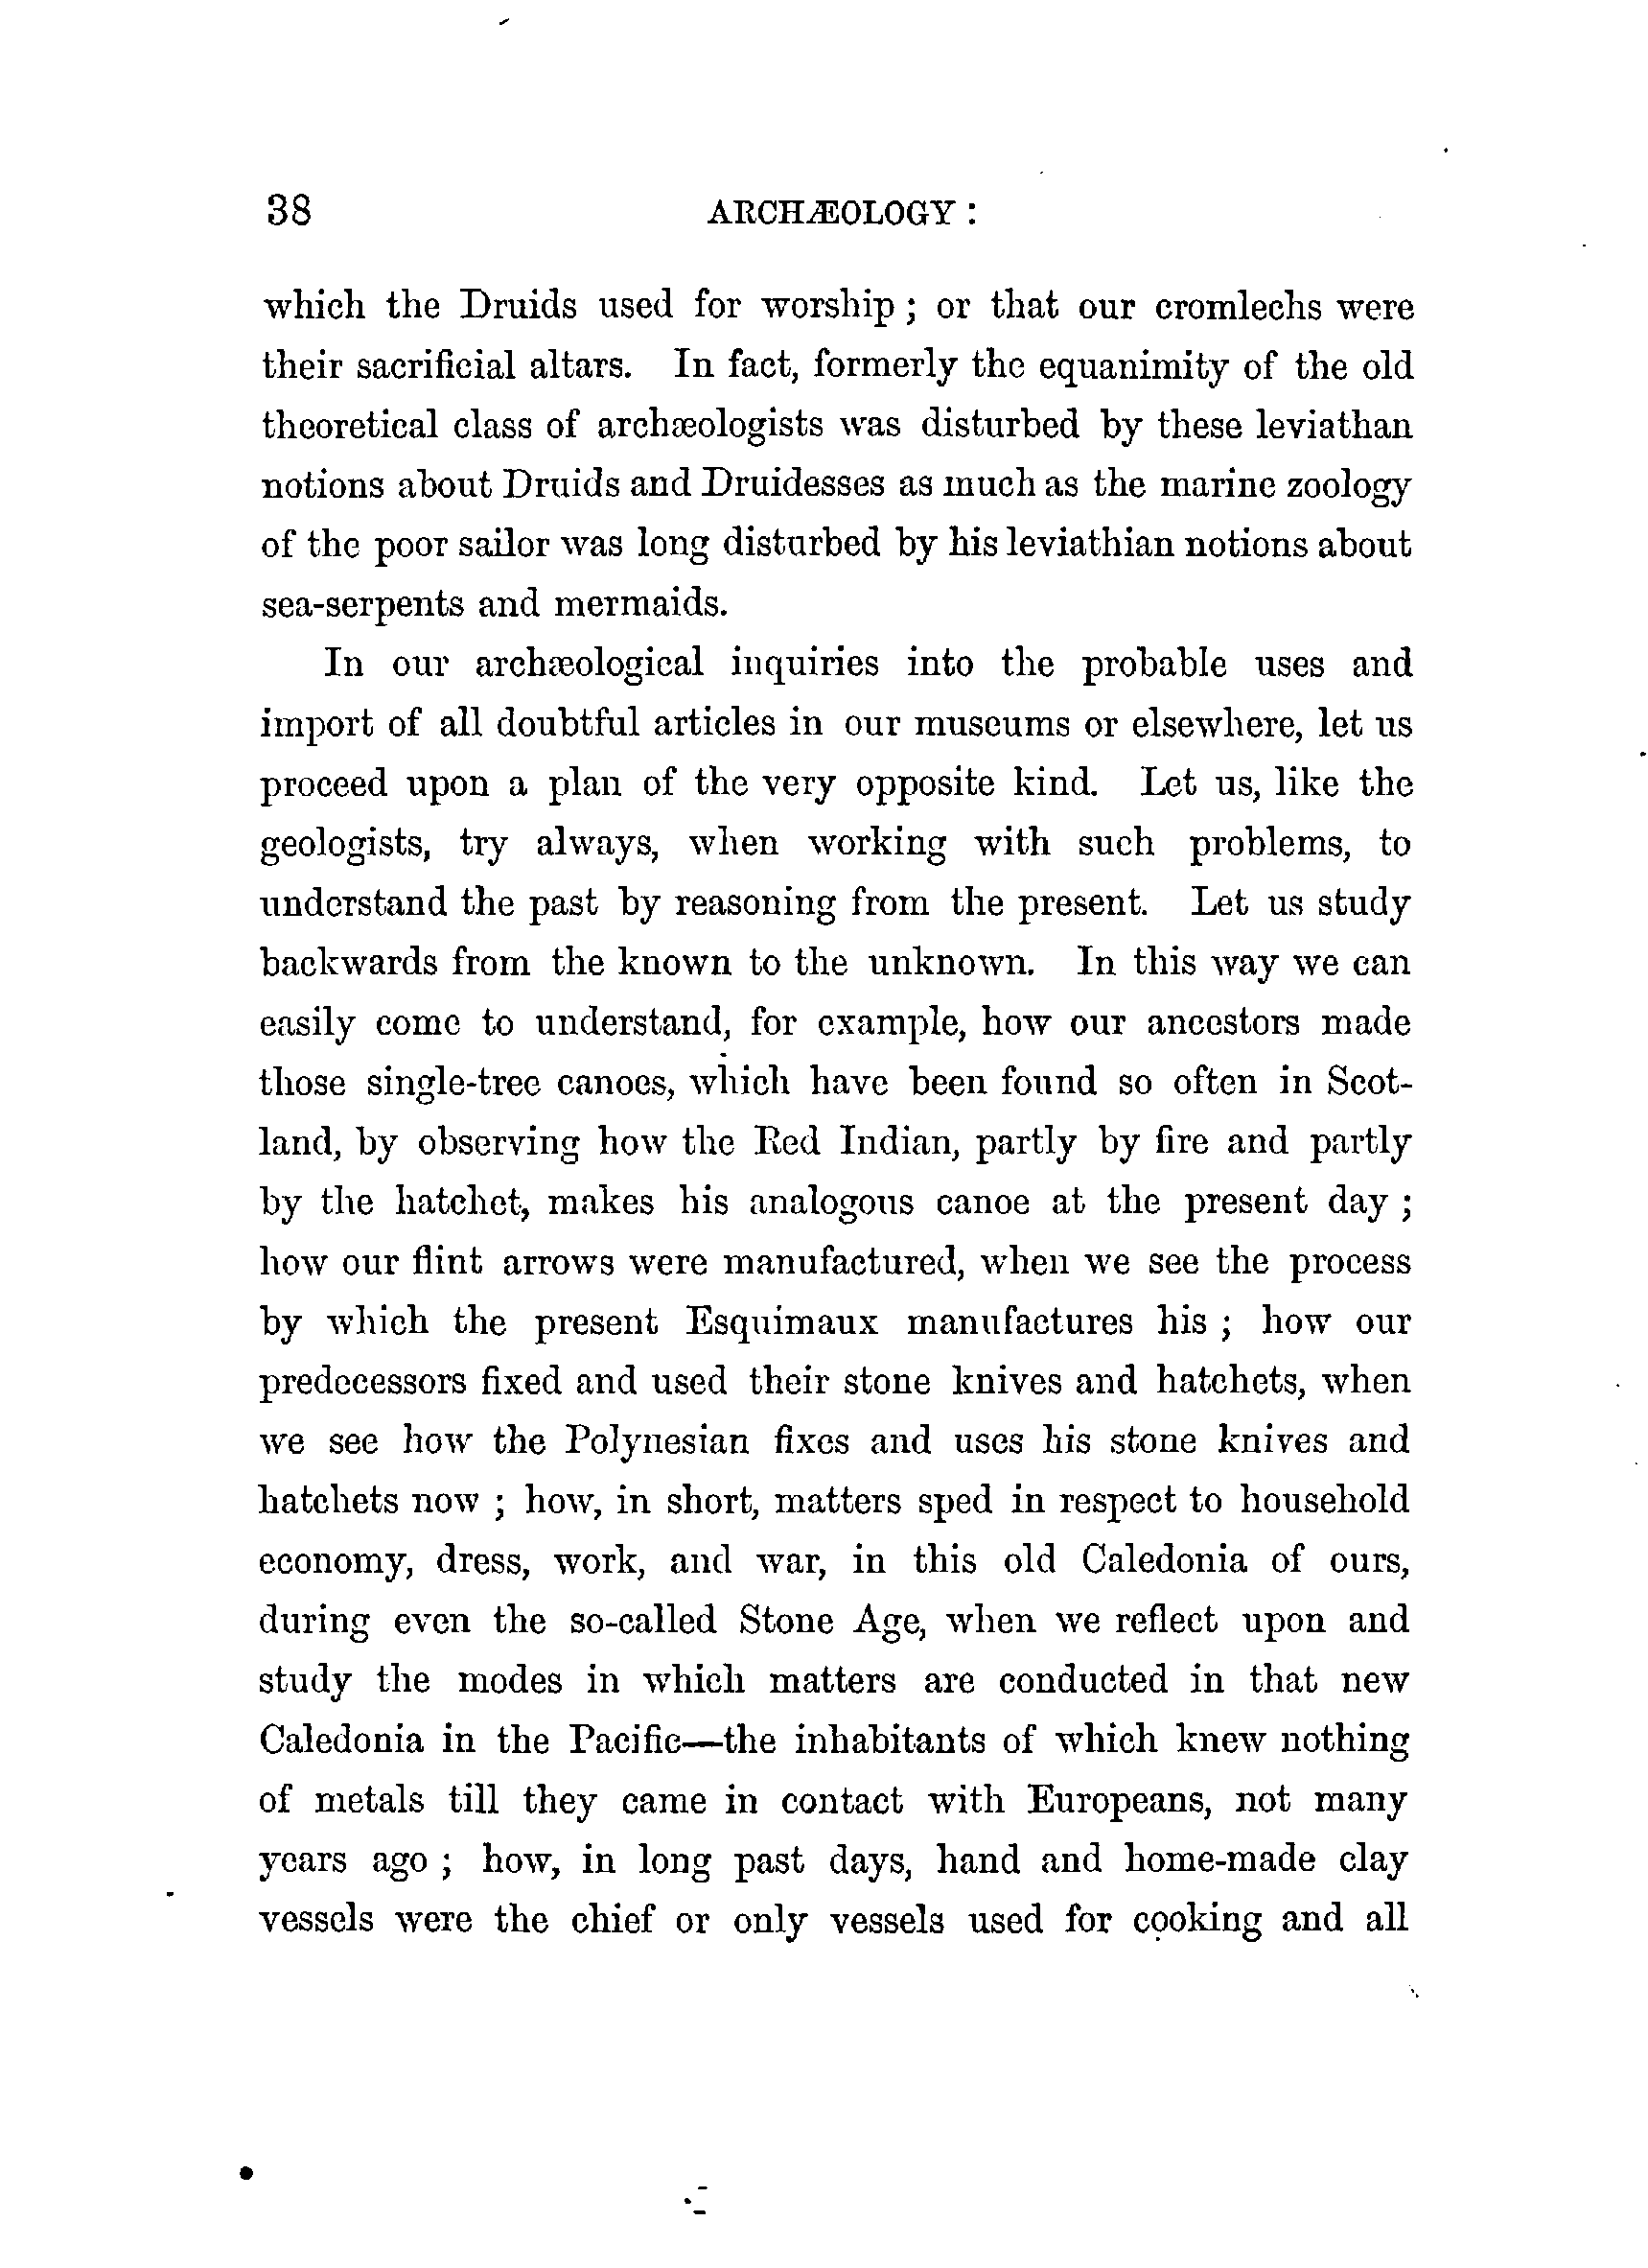 38 ARCHÆOLOGY :
which the Druids used for worship ; or that our cromlechs were
their sacrificial altars. In fact, formerly the equanimity of the old
theoretical class of archæologists was disturbed by these leviathan
notions about Druids and Druidesses as much as the marine zoology
of the poor sailor was long disturbed by his leviathian notions about
sea-serpents and mermaids.
In our archæological inquiries into the probable uses and
import of all doubtful articles in our museums or elsewhere, let us
proceed upon a plan of the very opposite kind. Let us, like the
geologists, try always, when working with such problems, to
understand the past by reasoning from the present. Let us study
backwards from the known to the unknown. In this way we can
easily come to understand, for example, how our ancestors made
those single-tree canoes, which have been found so often in Scot-
land, by observing how the Red Indian, partly by fire and partly
by the hatchet, makes his analogous canoe at the present day ;
how our flint arrows were manufactured, when we see the process
by which the present Esquimaux manufactures his ; how our
predecessors fixed and used their stone knives and hatchets, when
we see how the Polynesian fixes and uses his stone knives and
hatchets now ; how, in short, matters sped in respect to household
economy, dress, work, and war, in this old Caledonia of ours,
during even the so-called Stone Age, when we reflect upon and
study the modes in which matters are conducted in that new
Caledonia in the Pacific—the inhabitants of which knew nothing
of metals till they came in contact with Europeans, not many
years ago ; how, in long past days, hand and home-made clay
vessels were the chief or only vessels used for cooking and all